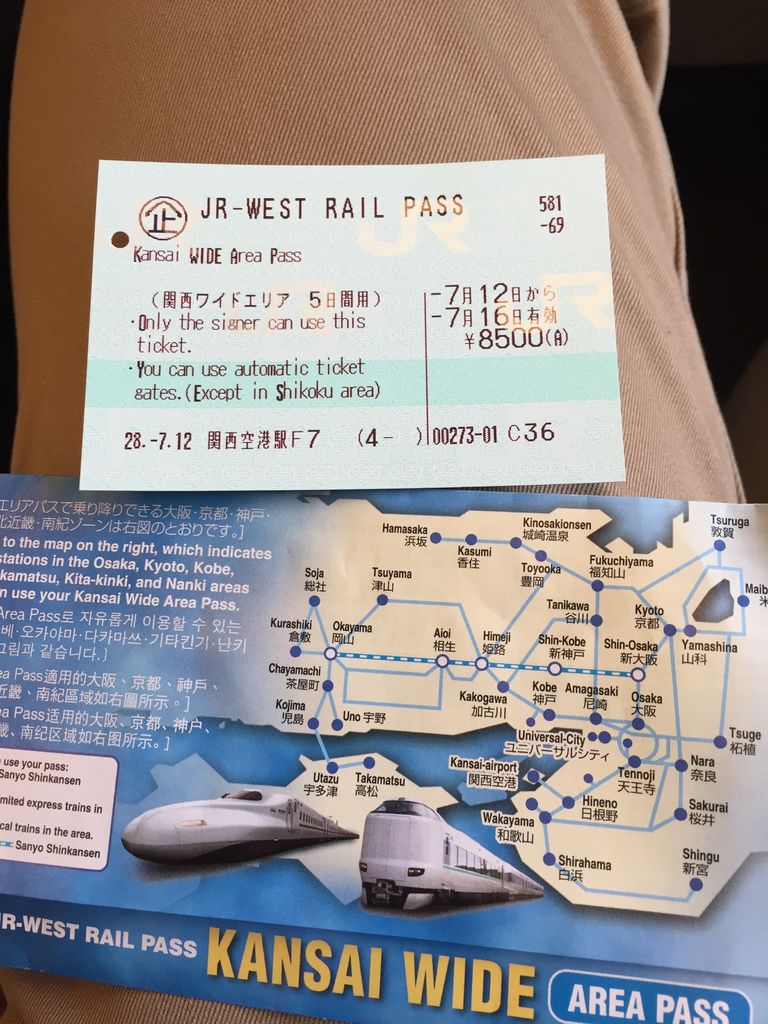 企 JR-WEST RAIL PASS 581
-69
Kansai WIDE Area Pass
(関西ワイドエリア 5日間用) -7月12日から
・Only the signer can use this -7月16日有効
ticket. ¥8500(A)
・You can use automatic ticket
gates.(Except in Shikoku area)
28.-7.12 関西空港駅F7 (4- ) 00273-01 C36
エリアパスで乗り降りできる大阪・京都・神戸・
北近畿・南紀ゾーンは右図のとおりです。]
to the map on the right, which indicates
stations in the Osaka, Kyoto, Kobe,
kamatsu, Kita-kinki, and Nanki areas
n use your Kansai Wide Area Pass.
Area Pass로 자유롭게 이용할 수 있는
베·오카야마·다카마쓰·기타킨기·난키
그림과 같습니다.]
a Pass適用的大阪、京都、神戶、
近畿、南紀區域如右圖所示。]
ea Pass适用的大阪、京都、神户、
畿、南纪区域如右图所示。]
use your pass:
Sanyo Shinkansen
mited express trains in
cal trains in the area.
Sanyo Shinkansen
Hamasaka
浜坂
Kasumi
香住
Kinosakionsen
城崎温泉
Toyooka
豊岡
Fukuchiyama
福知山
Tsuruga
敦賀
Maib
米
Soja
総社
Tsuyama
津山
Tanikawa
谷川
Kyoto
京都
Yamashina
山科
Kurashiki
倉敷
Okayama
岡山
Aioi
相生
Himeji
姫路
Shin-Kobe
新神戸
Shin-Osaka
新大阪
Chayamachi
茶屋町
Kakogawa
加古川
Kobe
神戸
Amagasaki
尼崎
Osaka
大阪
Kojima
児島
Uno 宇野
Universal-City
ユニバーサルシティ
Tsuge
柘植
Utazu
宇多津
Takamatsu
高松
Kansai-airport
関西空港
Tennoji
天王寺
Nara
奈良
Hineno
日根野
Wakayama
和歌山
Sakurai
桜井
Shirahama
白浜
Shingu
新宮
JR-WEST RAIL PASS KANSAI WIDE AREA PASS